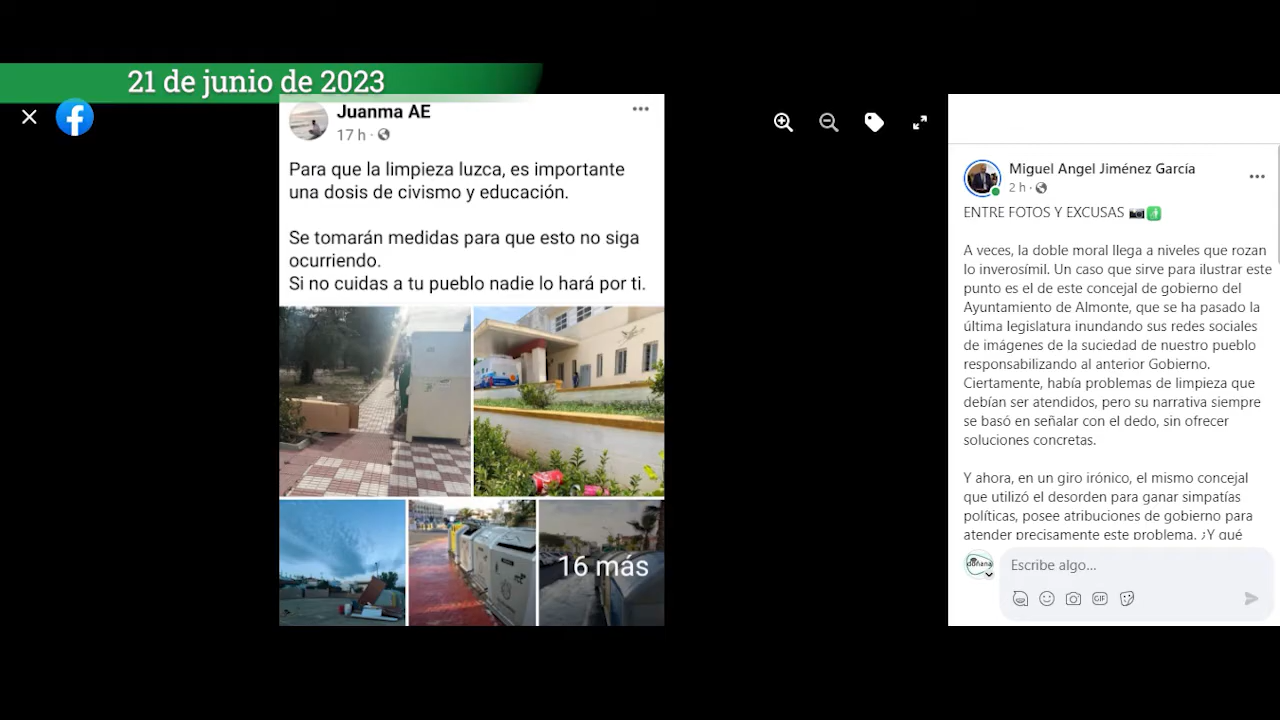 21 de junio de 2023
Juanma AE
17 h ·
Para que la limpieza luzca, es importante
una dosis de civismo y educación.
Se tomarán medidas para que esto no siga
ocurriendo.
Si no cuidas a tu pueblo nadie lo hará por ti.
16 más
Miguel Angel Jiménez García
2 h ·
ENTRE FOTOS Y EXCUSAS
A veces, la doble moral llega a niveles que rozan
lo inverosímil. Un caso que sirve para ilustrar este
punto es el de este concejal de gobierno del
Ayuntamiento de Almonte, que se ha pasado la
última legislatura inundando sus redes sociales
de imágenes de la suciedad de nuestro pueblo
responsabilizando al anterior Gobierno.
Ciertamente, había problemas de limpieza que
debían ser atendidos, pero su narrativa siempre
se basó en señalar con el dedo, sin ofrecer
soluciones concretas.
Y ahora, en un giro irónico, el mismo concejal
que utilizó el desorden para ganar simpatías
políticas, posee atribuciones de gobierno para
atender precisamente este problema. ¿Y qué
doñana
Escribe algo...
GIF